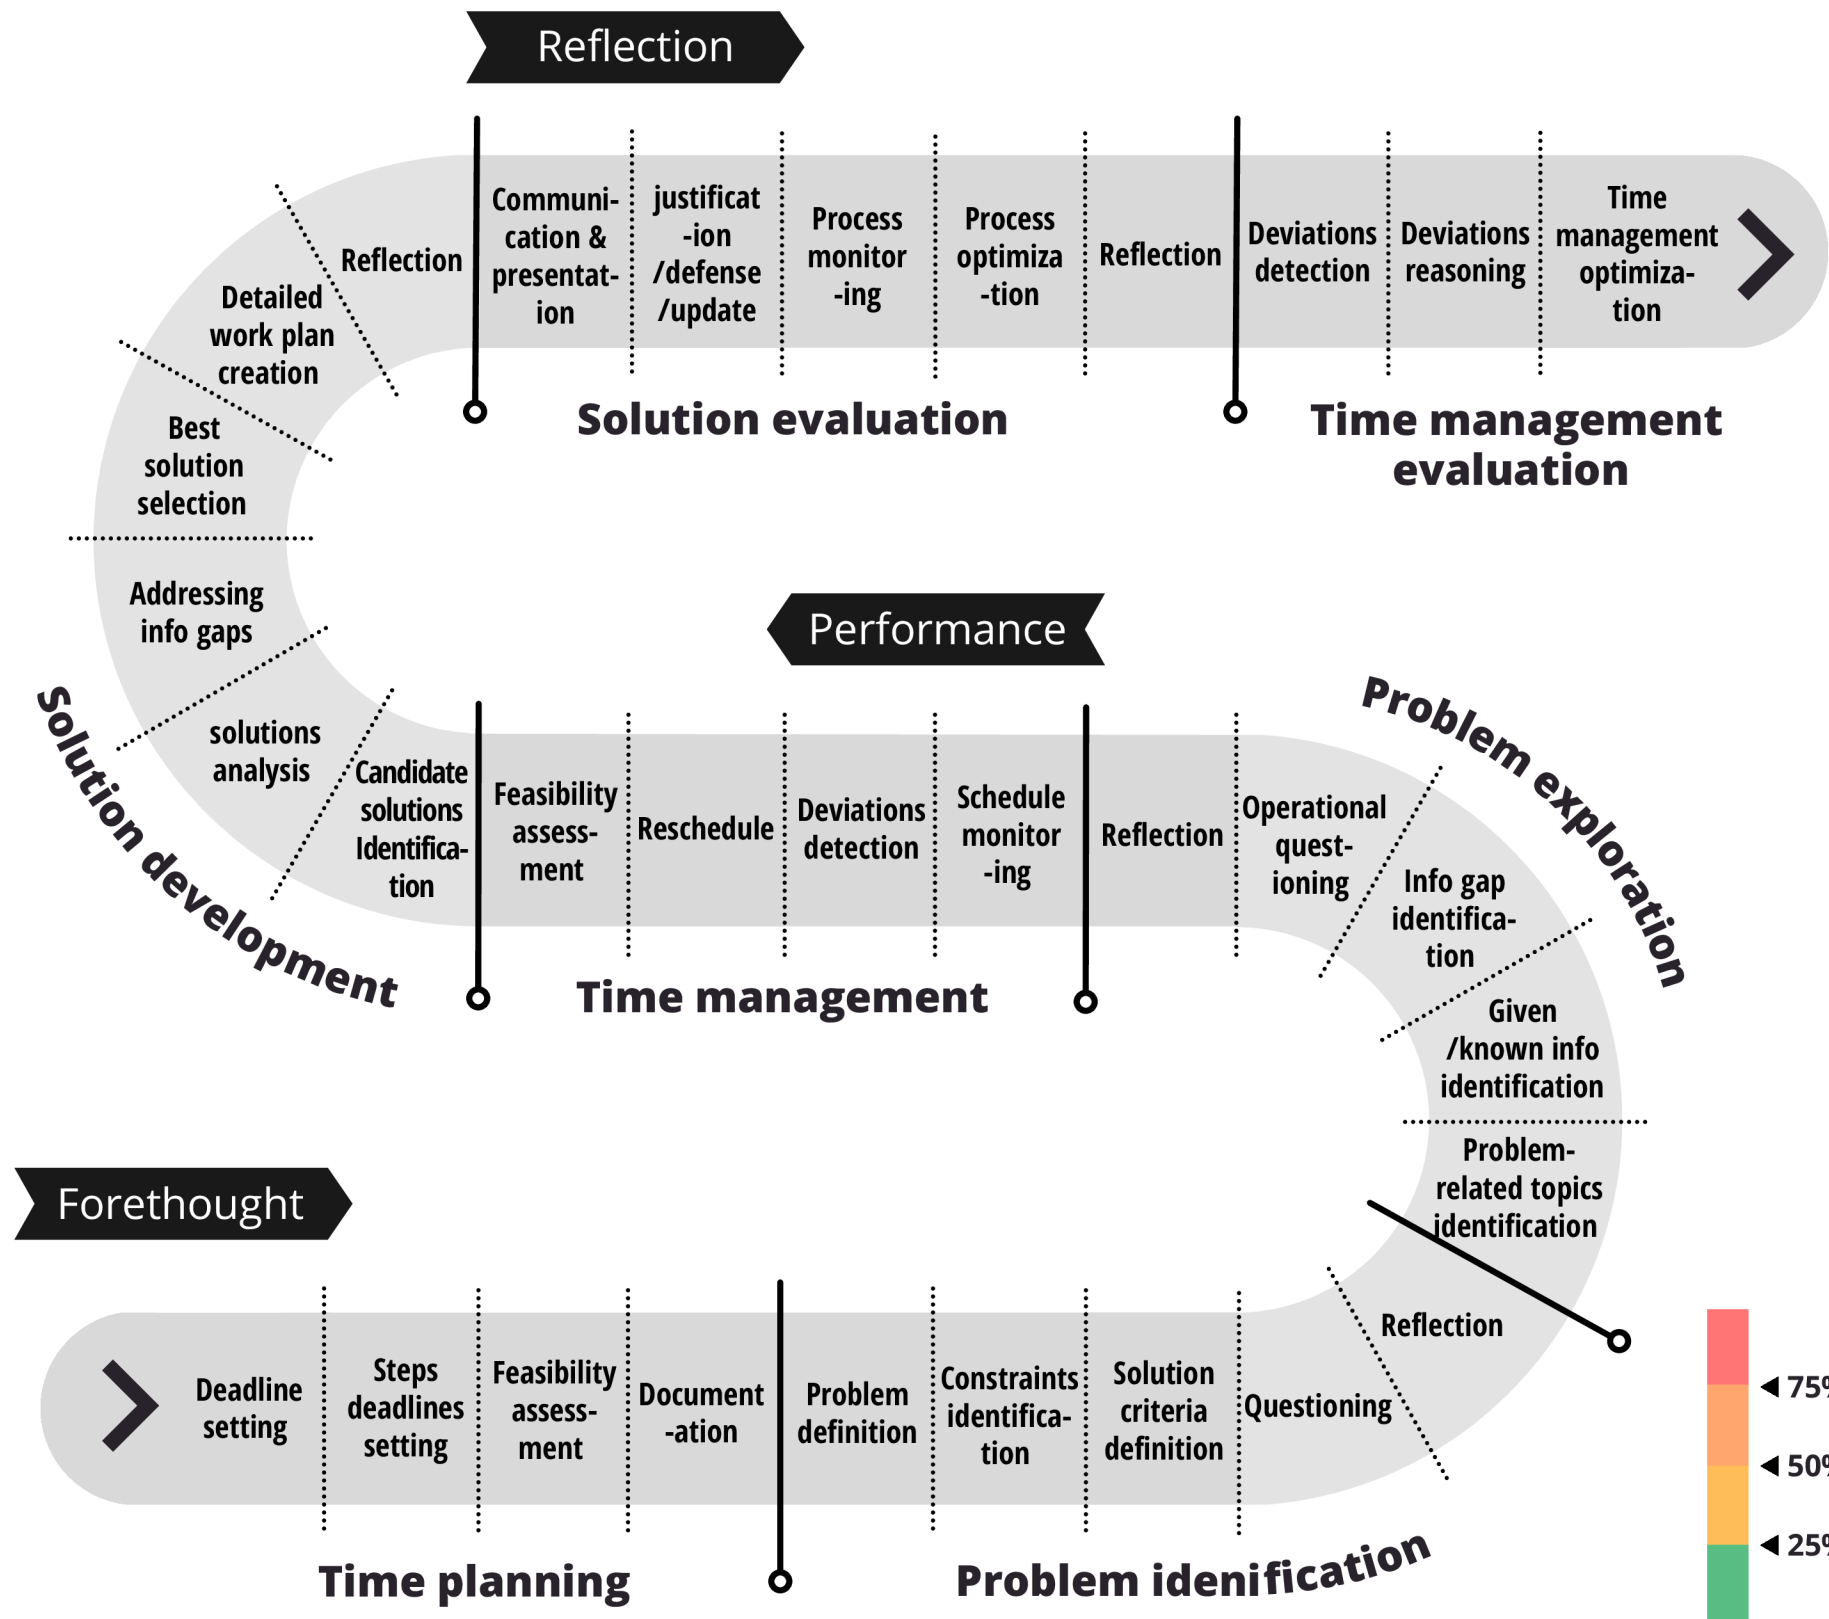 Reflection
Communi-
cation &
presentat-
ion
justificat
-ion
/defense
/update
Process
monitor
-ing
Process
optimiza
-tion
Reflection
Deviations
detection
Deviations
reasoning
Time
management
optimiza-
tion
Reflection
Detailed
work plan
creation
Best
solution
selection
Addressing
info gaps
solutions
analysis
Candidate
solutions
Identifica-
tion
Solution evaluation
Time management
evaluation
Performance
Solution development
Feasibility
assess-
ment
Reschedule
Deviations
detection
Schedule
monitor
-ing
Reflection
Operational
quest-
ioning
Info gap
identifica-
tion
Given
/known info
identification
Problem-
related topics
identification
Problem exploration
Time management
Forethought
Deadline
setting
Steps
deadlines
setting
Feasibility
assess-
ment
Document
-ation
Problem
definition
Constraints
identifica-
tion
Solution
criteria
definition
Questioning
Reflection
Time planning
Problem idenification
75%
50%
25%